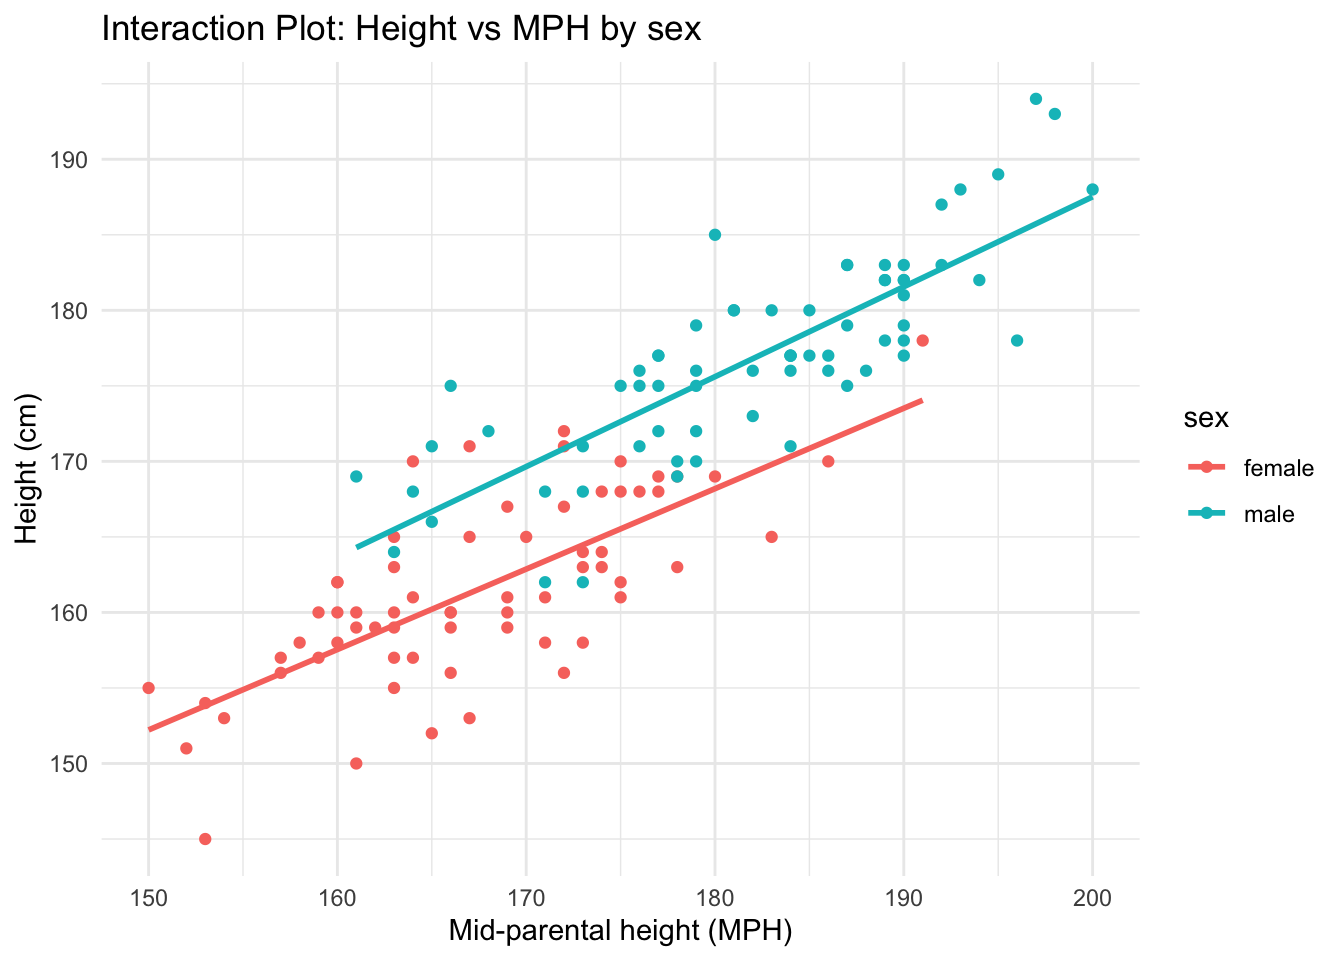 Interaction Plot: Height vs MPH by sex
190
180
170
160
150
Height (cm)
150 160 170 180 190 200
Mid-parental height (MPH)
sex
female
male